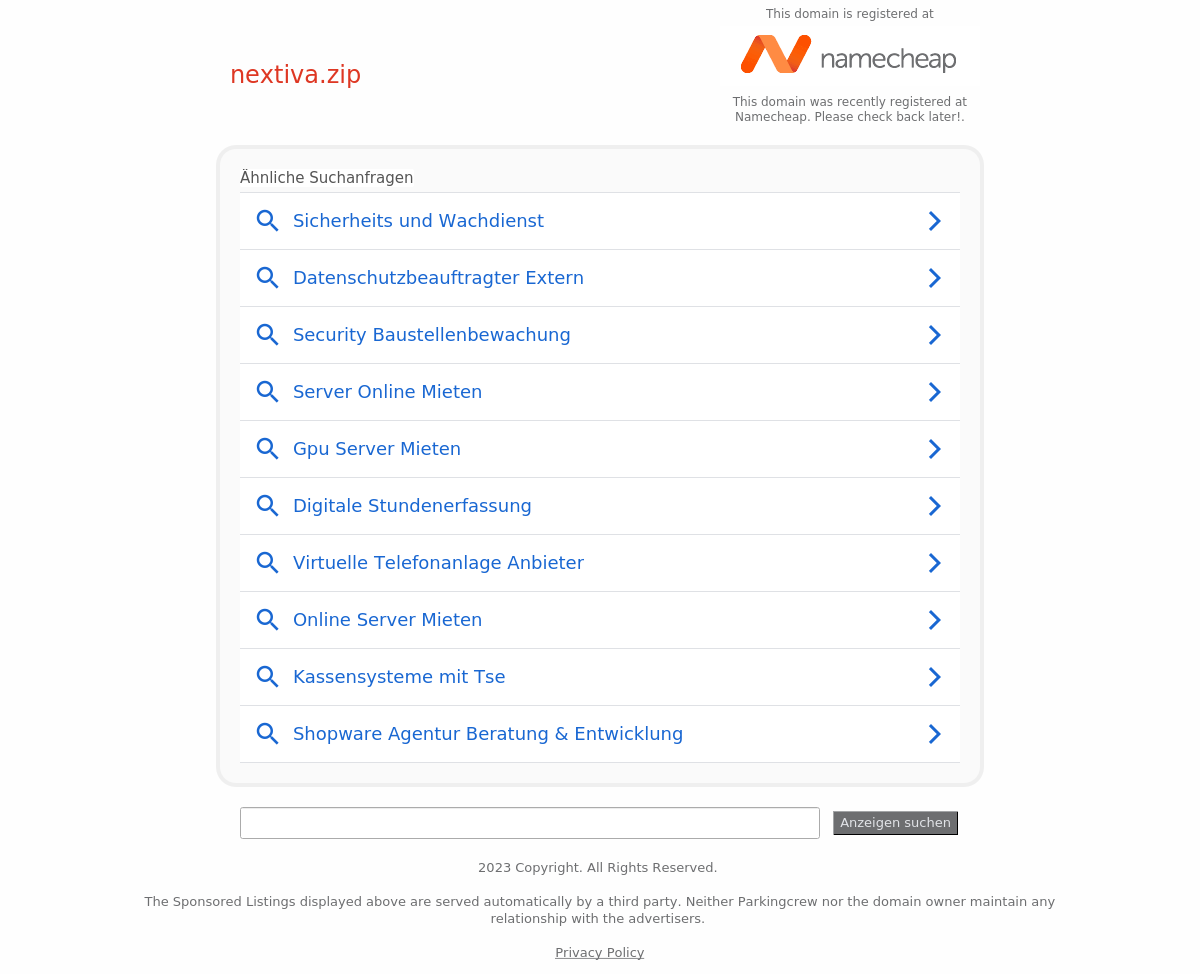 This domain is registered at
namecheap
nextiva.zip
This domain was recently registered at
Namecheap. Please check back later!.
Ähnliche Suchanfragen
Sicherheits und Wachdienst
Datenschutzbeauftragter Extern
Security Baustellenbewachung
Server Online Mieten
Gpu Server Mieten
Digitale Stundenerfassung
Virtuelle Telefonanlage Anbieter
Online Server Mieten
Kassensysteme mit Tse
Shopware Agentur Beratung & Entwicklung
Anzeigen suchen
2023 Copyright. All Rights Reserved.
The Sponsored Listings displayed above are served automatically by a third party. Neither Parkingcrew nor the domain owner maintain any
relationship with the advertisers.
Privacy Policy